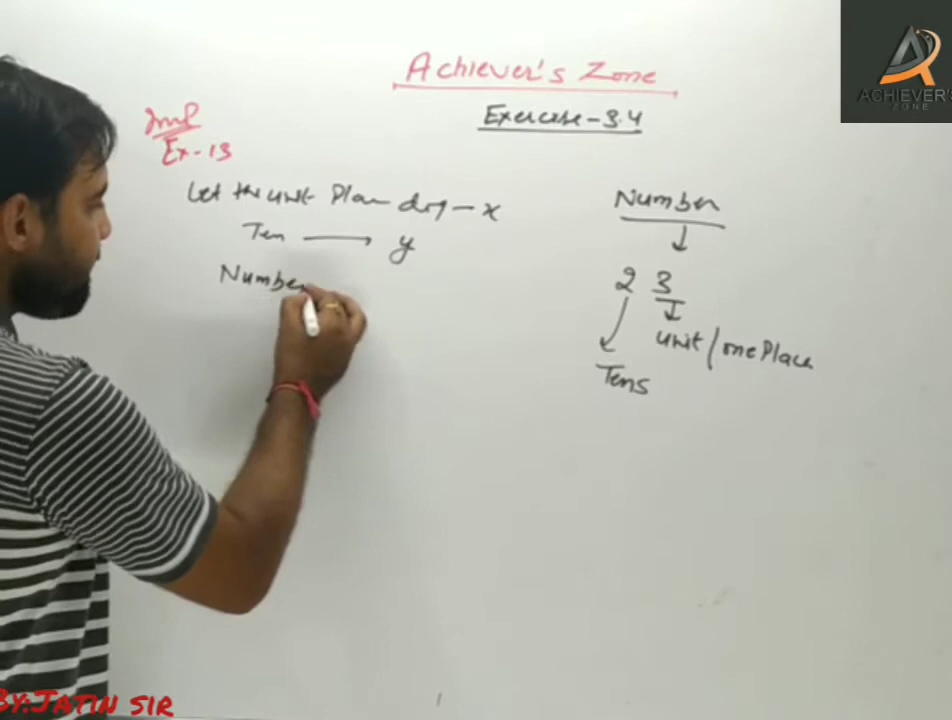 Achiever's Zone
Exercise-3.4
Imp
Ex-13
Let the unit Place dig — x
Ten y
Number
Number
2 3
unit/one Place
Tens
ACHIEVER'S
ZONE
BY:JATIN SIR